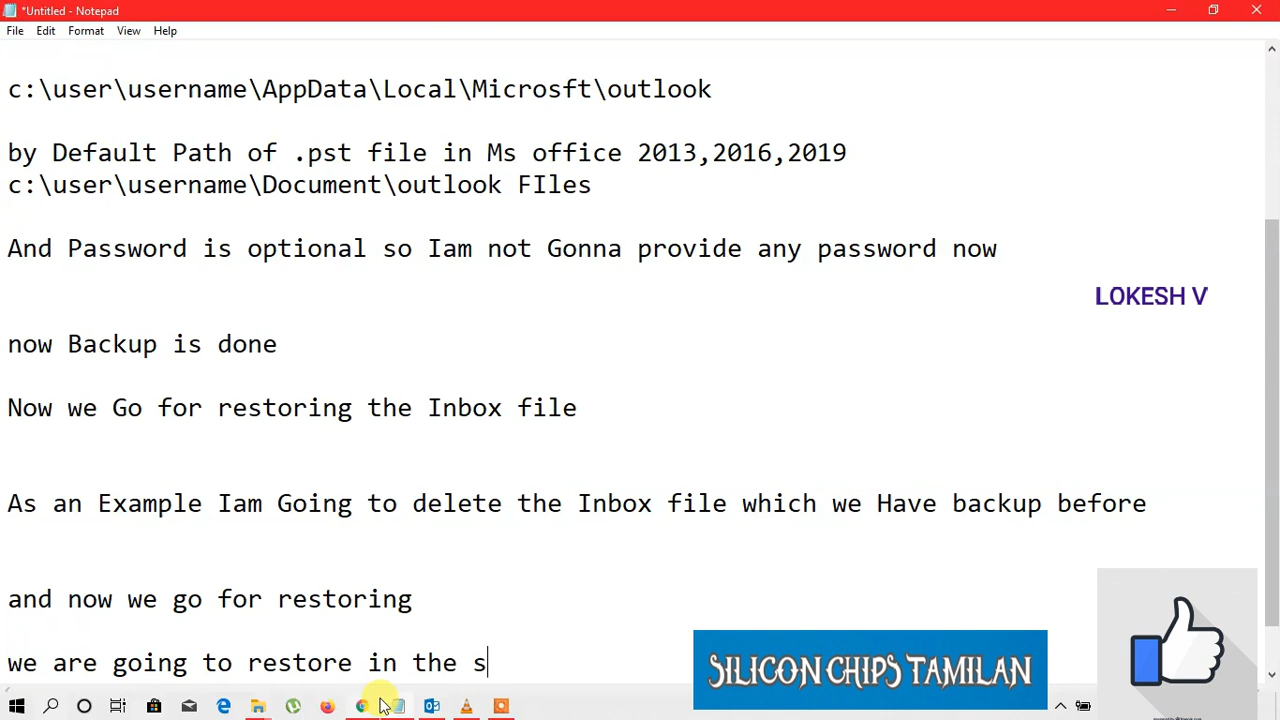 *Untitled - Notepad
File Edit Format View Help
c:\user\username\AppData\Local\Microsft\outlook
by Default Path of .pst file in Ms office 2013,2016,2019
c:\user\username\Document\outlook FIles
And Password is optional so Iam not Gonna provide any password now
LOKESH V
now Backup is done
Now we Go for restoring the Inbox file
As an Example Iam Going to delete the Inbox file which we Have backup before
and now we go for restoring
we are going to restore in the s
SILICON CHIPS TAMILAN